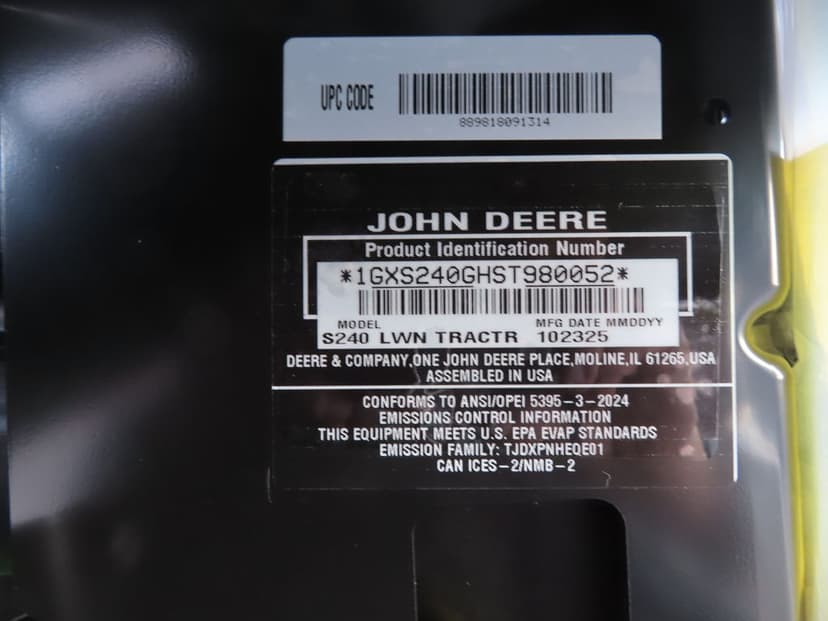 UPC CODE
889818091314
JOHN DEERE
Product Identification Number
*1GXS240GHST980052*
MODEL MFG DATE MMDDYY
S240 LWN TRACTR 102325
DEERE & COMPANY,ONE JOHN DEERE PLACE,MOLINE,IL 61265,USA
ASSEMBLED IN USA
CONFORMS TO ANSI/OPEI 5395-3-2024
EMISSIONS CONTROL INFORMATION
THIS EQUIPMENT MEETS U.S. EPA EVAP STANDARDS
EMISSION FAMILY: TJDXPNHEQE01
CAN ICES-2/NMB-2